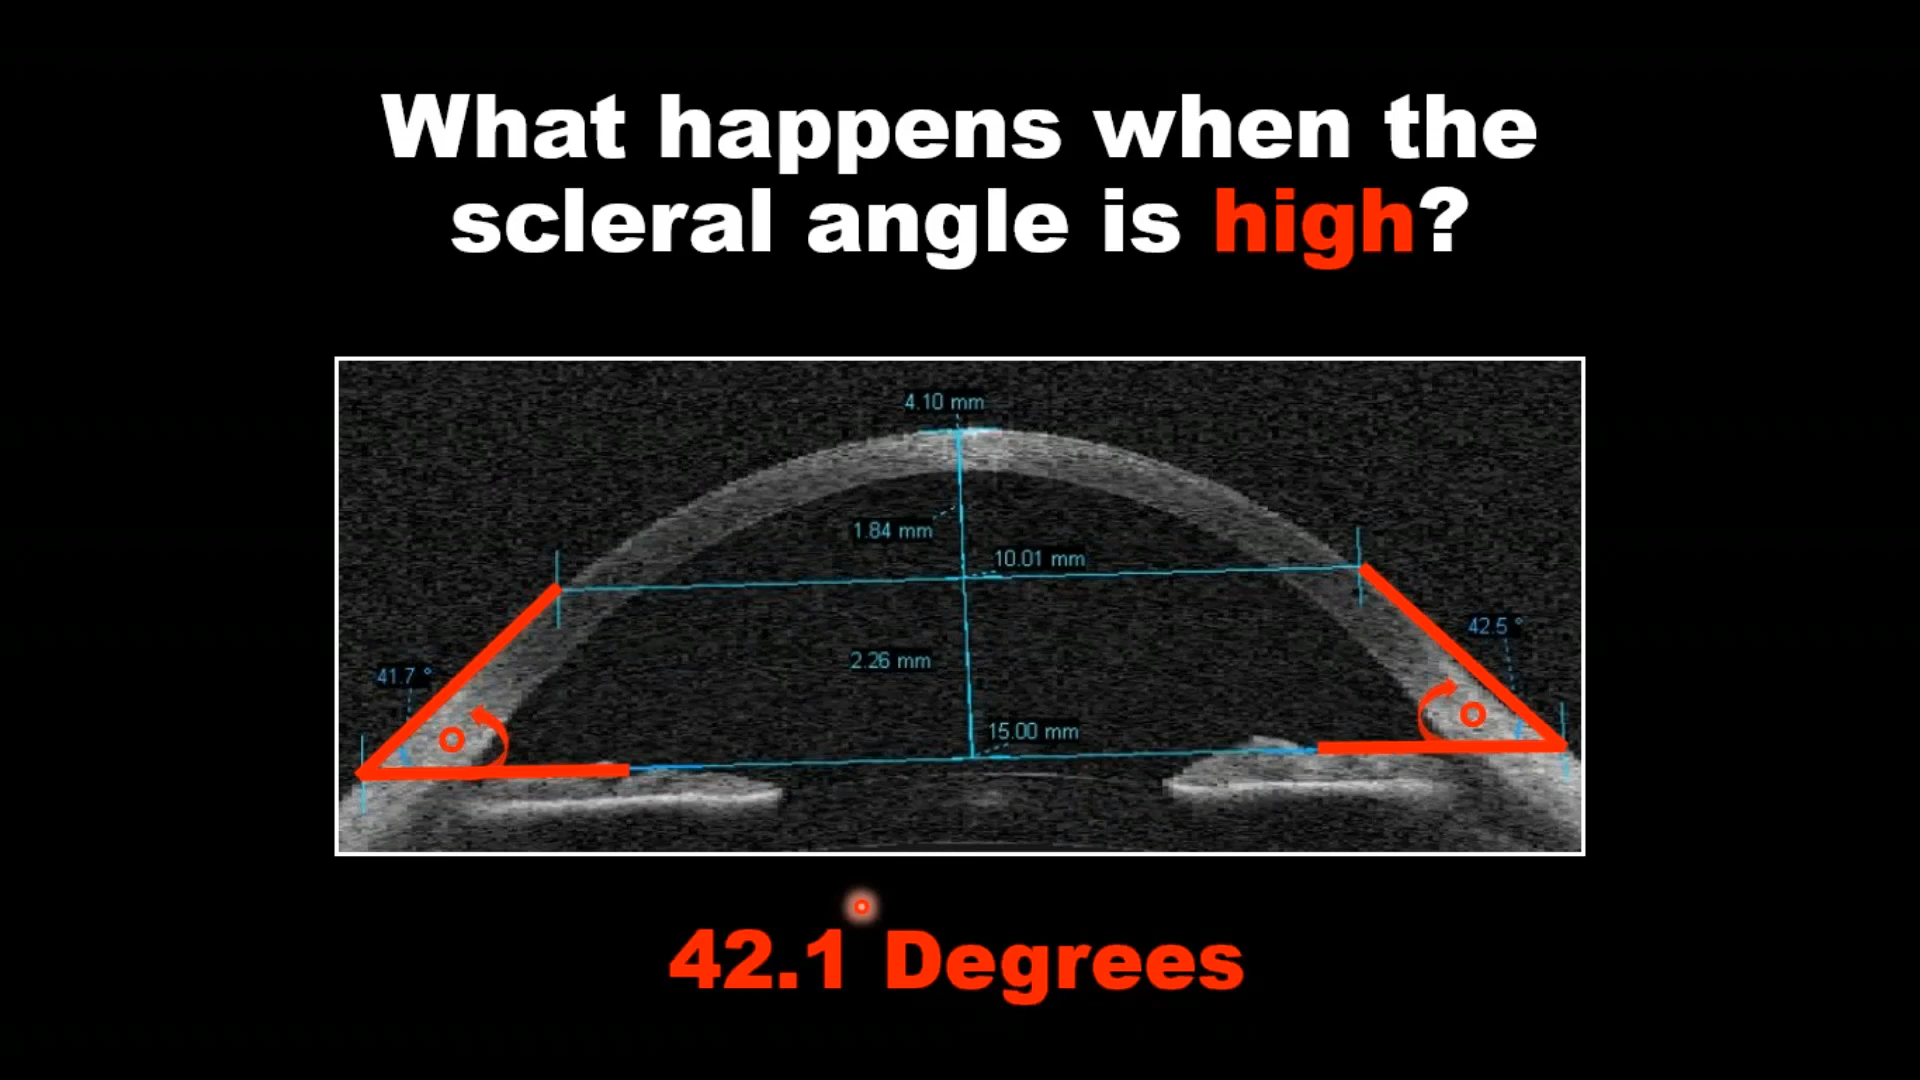 What happens when the
scleral angle is high?
4.10 mm
1.84 mm
10.01 mm
42.5 °
2.26 mm
41.7 °
15.00 mm
42.1 Degrees